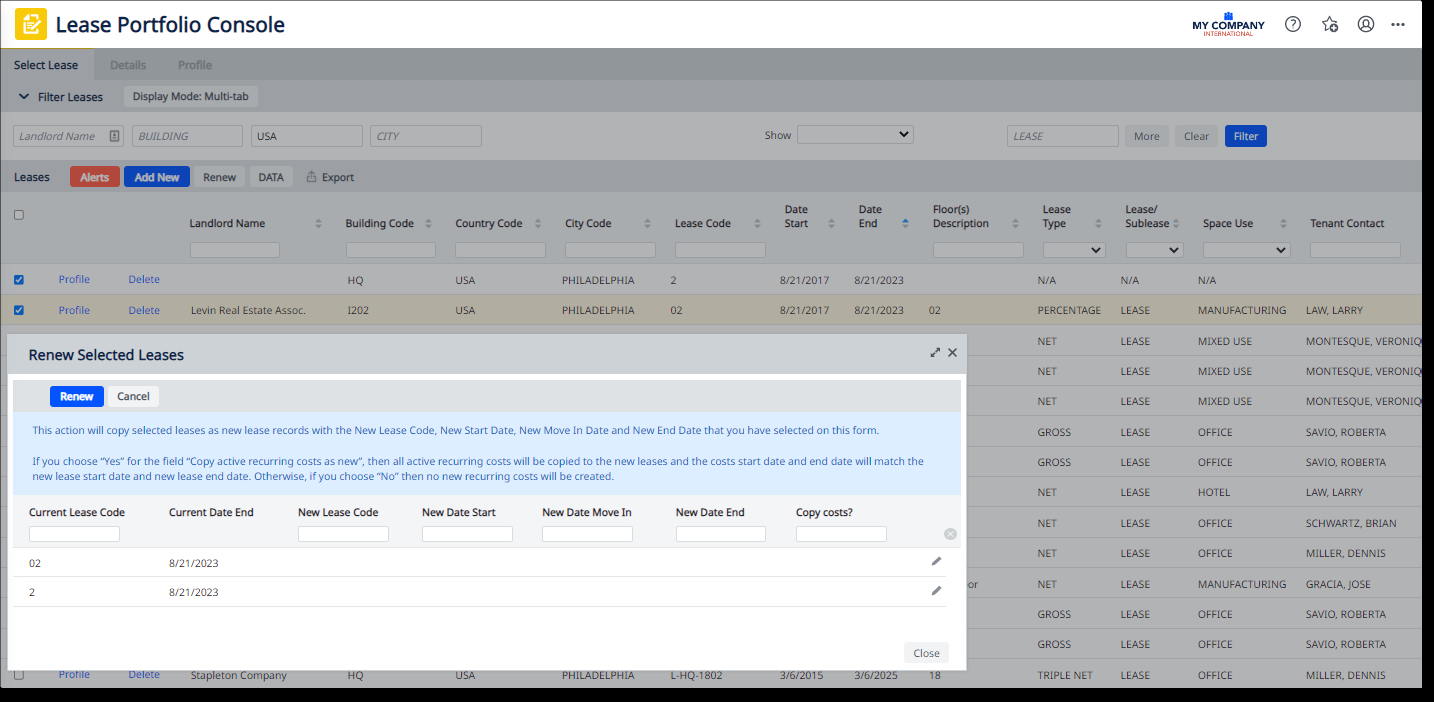 Lease Portfolio Console
MY COMPANY
INTERNATIONAL
Select Lease Details Profile
Filter Leases Display Mode: Multi-tab
Landlord Name BUILDING USA CITY Show LEASE More Clear Filter
Leases Alerts Add New Renew DATA Export
Landlord Name Building Code Country Code City Code Lease Code Date Start Date End Floor(s) Description Lease Type Lease/ Sublease Space Use Tenant Contact
Profile Delete HQ USA PHILADELPHIA 2 8/21/2017 8/21/2023 N/A N/A N/A
Profile Delete Levin Real Estate Assoc. I202 USA PHILADELPHIA 02 8/21/2017 8/21/2023 02 PERCENTAGE LEASE MANUFACTURING LAW, LARRY
NET LEASE MIXED USE MONTESQUE, VERONIQ
NET LEASE MIXED USE MONTESQUE, VERONIQ
NET LEASE MIXED USE MONTESQUE, VERONIQ
GROSS LEASE OFFICE SAVIO, ROBERTA
GROSS LEASE OFFICE SAVIO, ROBERTA
NET LEASE HOTEL LAW, LARRY
NET LEASE OFFICE SCHWARTZ, BRIAN
NET LEASE OFFICE MILLER, DENNIS
or NET LEASE MANUFACTURING GRACIA, JOSE
GROSS LEASE OFFICE SAVIO, ROBERTA
GROSS LEASE OFFICE SAVIO, ROBERTA
Renew Selected Leases
Renew Cancel
This action will copy selected leases as new lease records with the New Lease Code, New Start Date, New Move In Date and New End Date that you have selected on this form.
If you choose “Yes” for the field “Copy active recurring costs as new”, then all active recurring costs will be copied to the new leases and the costs start date and end date will match the
new lease start date and new lease end date. Otherwise, if you choose “No” then no new recurring costs will be created.
Current Lease Code Current Date End New Lease Code New Date Start New Date Move In New Date End Copy costs?
02 8/21/2023
2 8/21/2023
Close
Profile Delete Stapleton Company HQ USA PHILADELPHIA L-HQ-1802 3/6/2015 3/6/2025 18 TRIPLE NET LEASE OFFICE MILLER, DENNIS